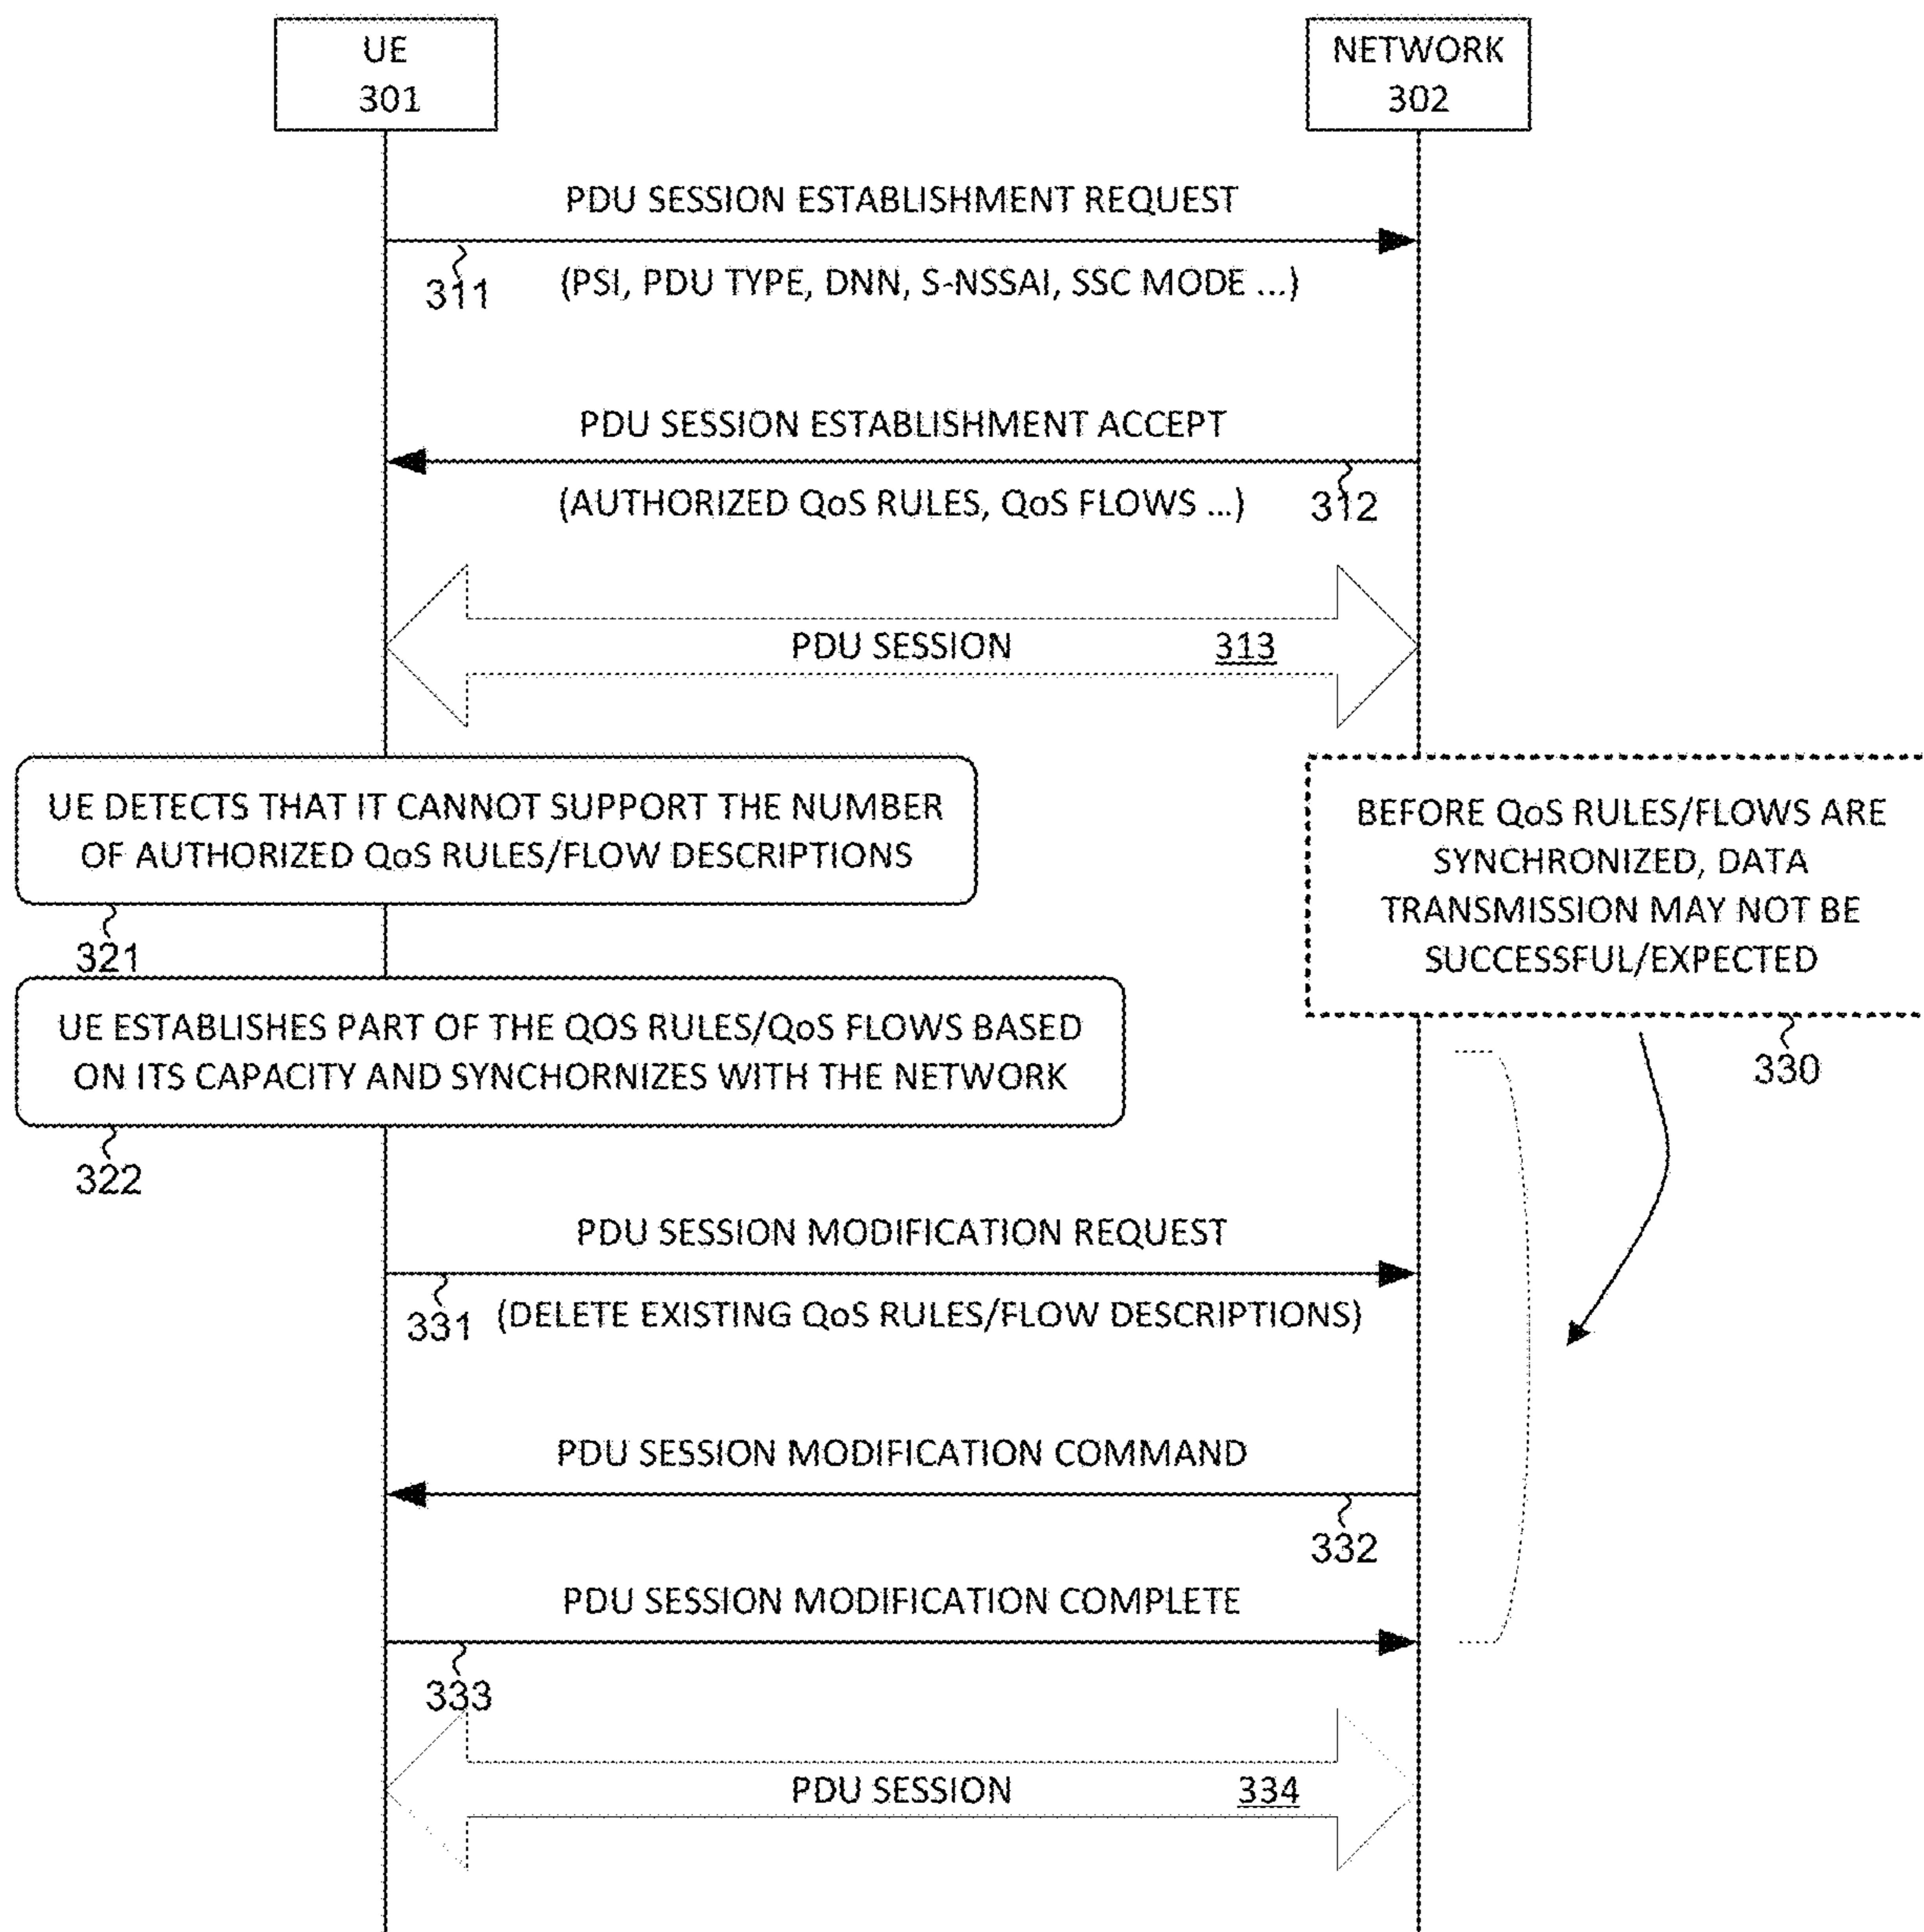 UE
301
NETWORK
302
PDU SESSION ESTABLISHMENT REQUEST
311
(PSI, PDU TYPE, DNN, S-NSSAI, SSC MODE ...)
PDU SESSION ESTABLISHMENT ACCEPT
(AUTHORIZED QoS RULES, QoS FLOWS ...)
312
PDU SESSION
313
UE DETECTS THAT IT CANNOT SUPPORT THE NUMBER
OF AUTHORIZED QoS RULES/FLOW DESCRIPTIONS
321
BEFORE QoS RULES/FLOWS ARE
SYNCHRONIZED, DATA
TRANSMISSION MAY NOT BE
SUCCESSFUL/EXPECTED
330
UE ESTABLISHES PART OF THE QOS RULES/QoS FLOWS BASED
ON ITS CAPACITY AND SYNCHORNIZES WITH THE NETWORK
322
PDU SESSION MODIFICATION REQUEST
331
(DELETE EXISTING QoS RULES/FLOW DESCRIPTIONS)
PDU SESSION MODIFICATION COMMAND
332
PDU SESSION MODIFICATION COMPLETE
333
PDU SESSION
334